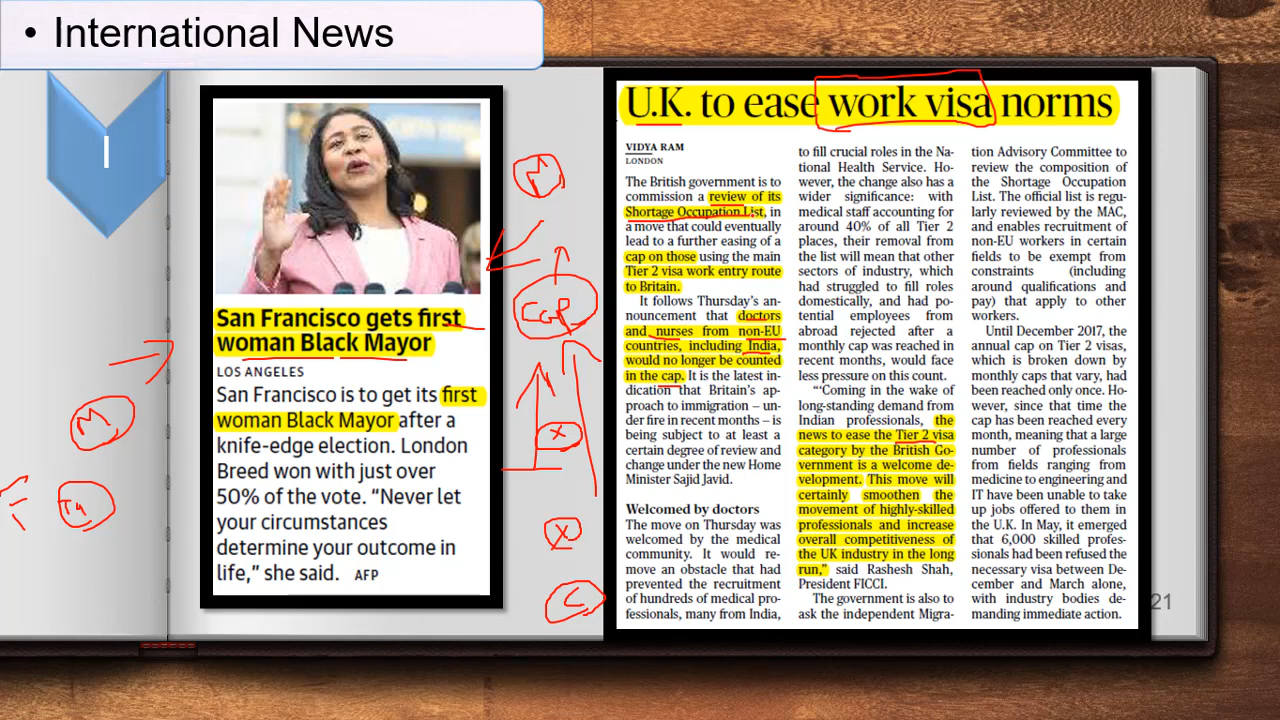 • International News
I
San Francisco gets first
woman Black Mayor
LOS ANGELES
San Francisco is to get its first
woman Black Mayor after a
knife-edge election. London
Breed won with just over
50% of the vote. “Never let
your circumstances
determine your outcome in
life,” she said. AFP
U.K. to ease work visa norms
VIDYA RAM
LONDON
The British government is to
commission a review of its
Shortage Occupation List, in
a move that could eventually
lead to a further easing of a
cap on those using the main
Tier 2 visa work entry route
to Britain.
It follows Thursday’s an-
nouncement that doctors
and nurses from non-EU
countries, including India,
would no longer be counted
in the cap. It is the latest in-
dication that Britain’s ap-
proach to immigration – un-
der fire in recent months – is
being subject to at least a
certain degree of review and
change under the new Home
Minister Sajid Javid.
Welcomed by doctors
The move on Thursday was
welcomed by the medical
community. It would re-
move an obstacle that had
prevented the recruitment
of hundreds of medical pro-
fessionals, many from India,
to fill crucial roles in the Na-
tional Health Service. How-
ever, the change also has a
wider significance: with
medical staff accounting for
around 40% of all Tier 2
places, their removal from
the list will mean that other
sectors of industry, which
had struggled to fill roles
domestically, and had po-
tential employees from
abroad rejected after a
monthly cap was reached in
recent months, would face
less pressure on this count.
“‘Coming in the wake of
long-standing demand from
Indian professionals, the
news to ease the Tier 2 visa
category by the British Go-
vernment is a welcome de-
velopment. This move will
certainly smoothen the
movement of highly-skilled
professionals and increase
overall competitiveness of
the UK industry in the long
run,” said Rashesh Shah,
President FICCI.
The government is also to
ask the independent Migra-
tion Advisory Committee to
review the composition of
the Shortage Occupation
List. The official list is regu-
larly reviewed by the MAC,
and enables recruitment of
non-EU workers in certain
fields to be exempt from
constraints (including
around qualifications and
pay) that apply to other
workers.
Until December 2017, the
annual cap on Tier 2 visas,
which is broken down by
monthly caps that vary, had
been reached only once. Ho-
wever, since that time the
cap has been reached every
month, meaning that a large
number of professionals
from fields ranging from
medicine to engineering and
IT have been unable to take
up jobs offered to them in
the U.K. In May, it emerged
that 6,000 skilled profes-
sionals had been refused the
necessary visa between De-
cember and March alone,
with industry bodies de-
manding immediate action.
M
X
X
C
21